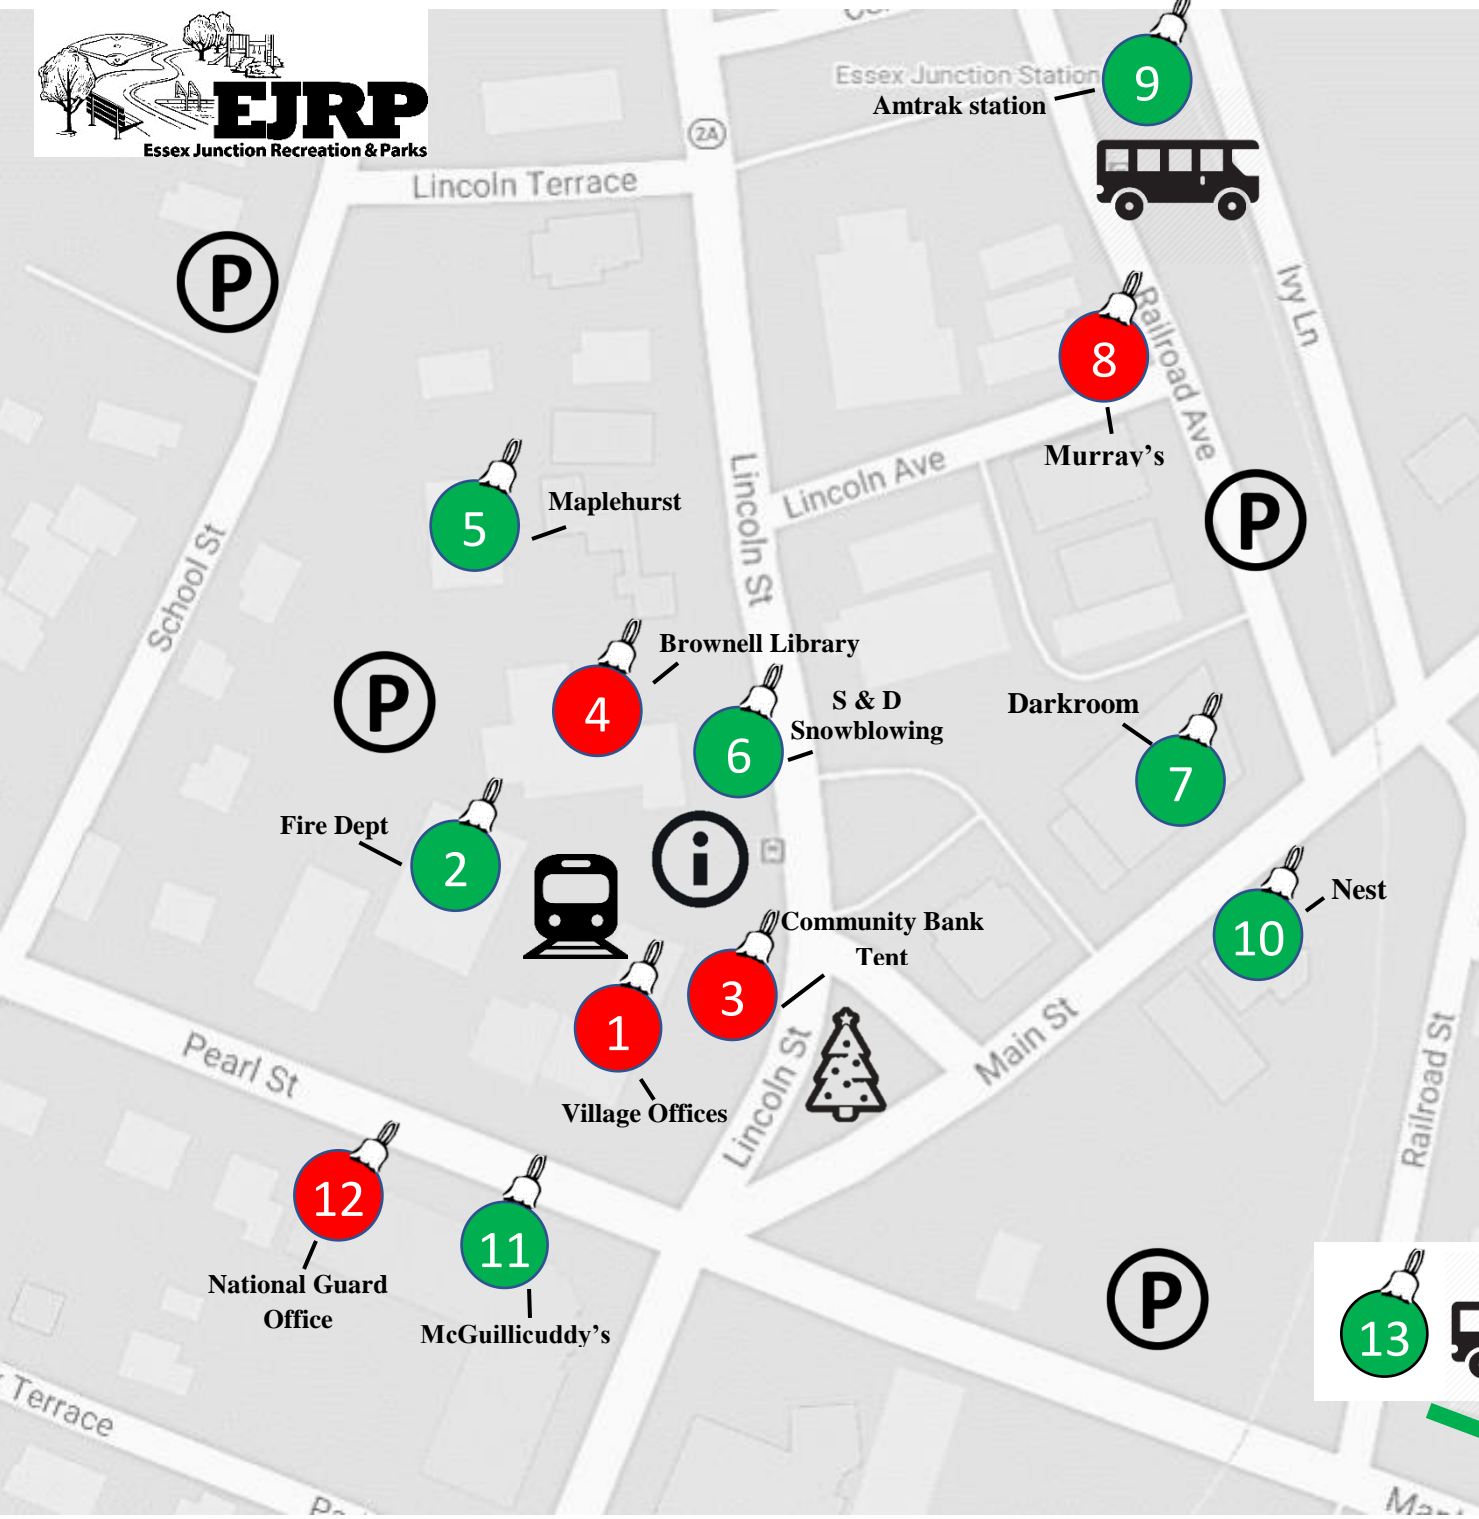 EJRP
Essex Junction Recreation & Parks
2A
Lincoln Terrace
Essex Junction Station
Amtrak station
9
P
Ivy Ln
Railroad Ave
8
Murray's
Lincoln St
Lincoln Ave
P
5
Maplehurst
School St
Brownell Library
4
P
S & D
Snowblowing
6
Darkroom
7
Fire Dept
2
i
Nest
10
Community Bank
Tent
3
1
Village Offices
Lincoln St
Main St
Railroad St
Pearl St
12
National Guard
Office
11
McGuillicuddy's
P
13
Terrace